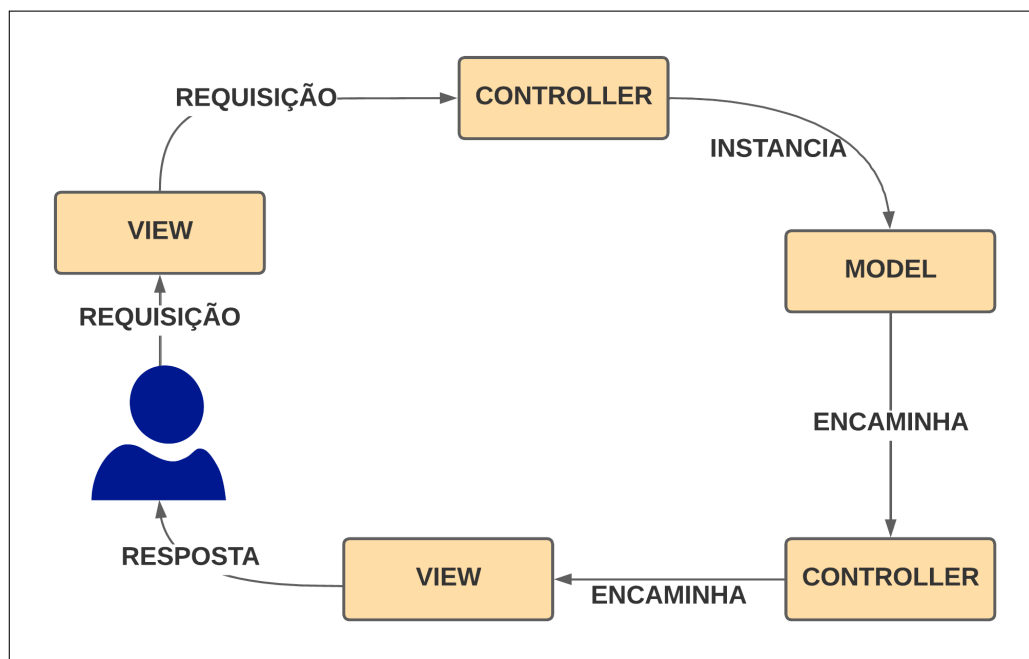 REQUISIÇÃO
CONTROLLER
INSTANCIA
VIEW
MODEL
REQUISIÇÃO
ENCAMINHA
RESPOSTA
VIEW
ENCAMINHA
CONTROLLER